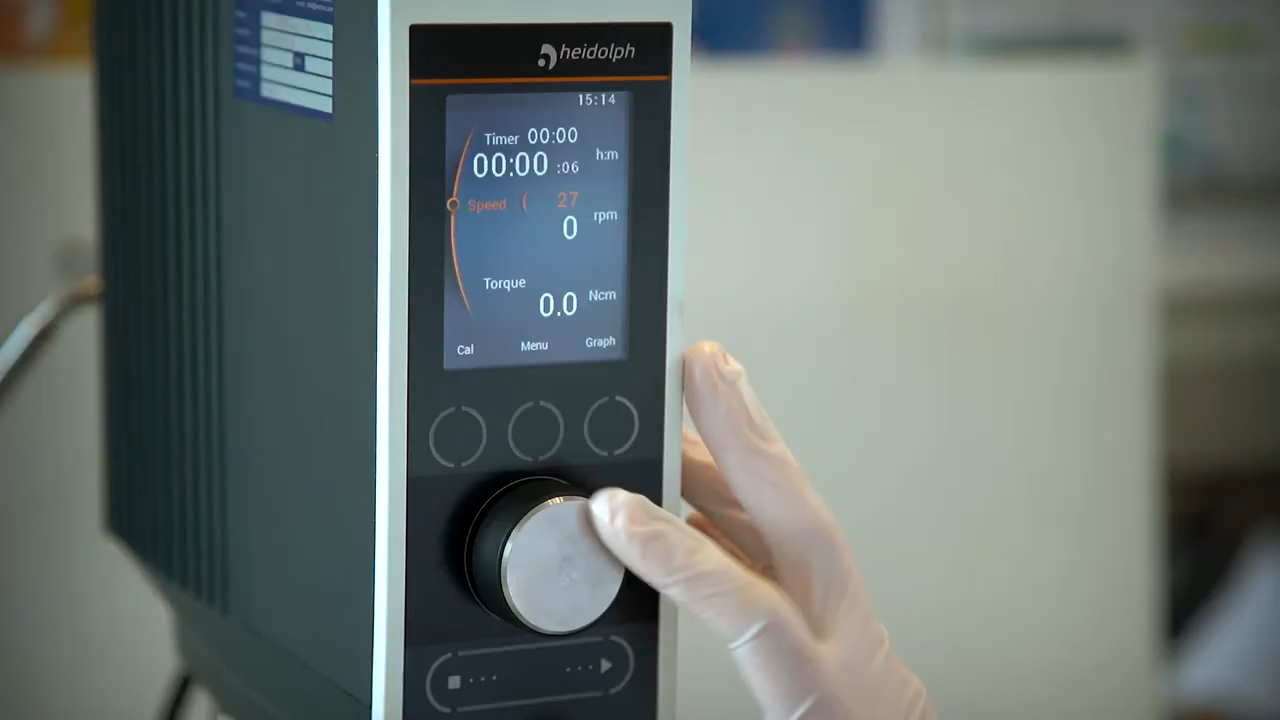 heidolph
15:14
Timer 00:00
00:00 :06 h:m
Speed ( 27
0 rpm
Torque
0.0 Ncm
Cal Menu Graph